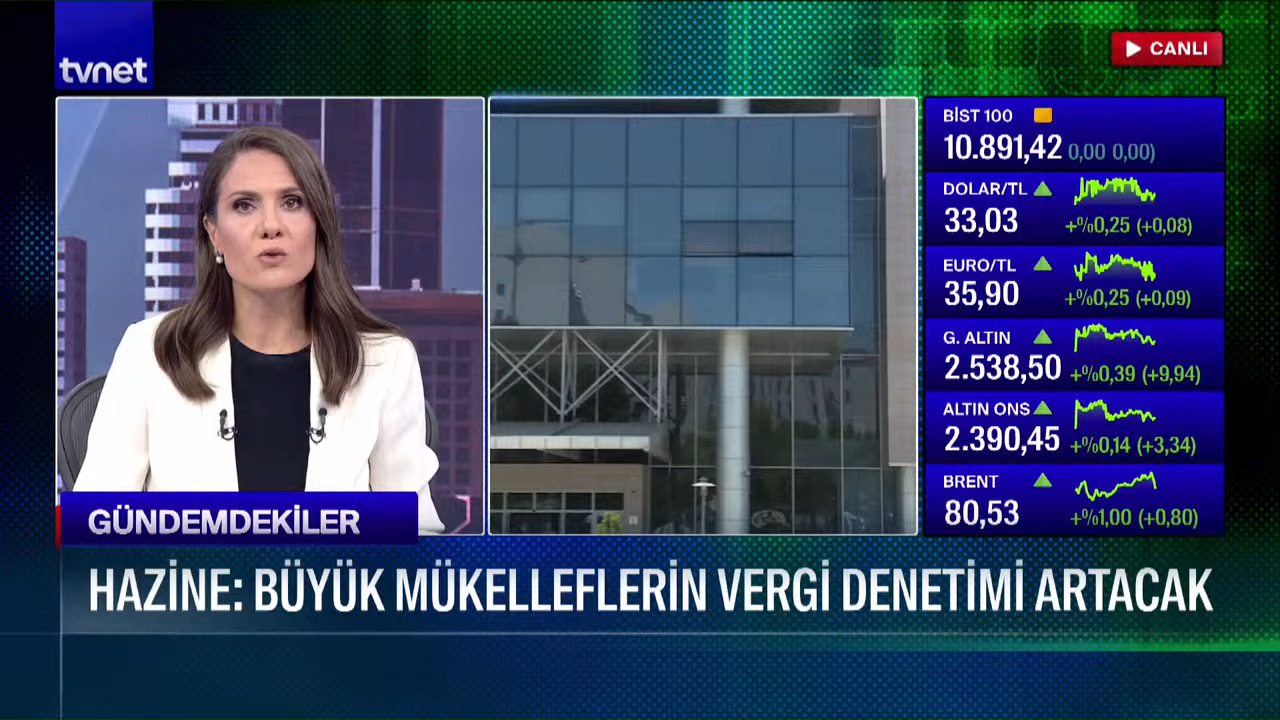 tvnet
CANLI
BİST 100
10.891,42 0,00 0,00)
DOLAR/TL
33,03 +%0,25 (+0,08)
EURO/TL
35,90 +%0,25 (+0,09)
G. ALTIN
2.538,50 +%0,39 (+9,94)
ALTIN ONS
2.390,45 +%0,14 (+3,34)
BRENT
80,53 +%1,00 (+0,80)
GÜNDEMDEKİLER
HAZİNE: BÜYÜK MÜKELLEFLERİN VERGİ DENETİMİ ARTACAK